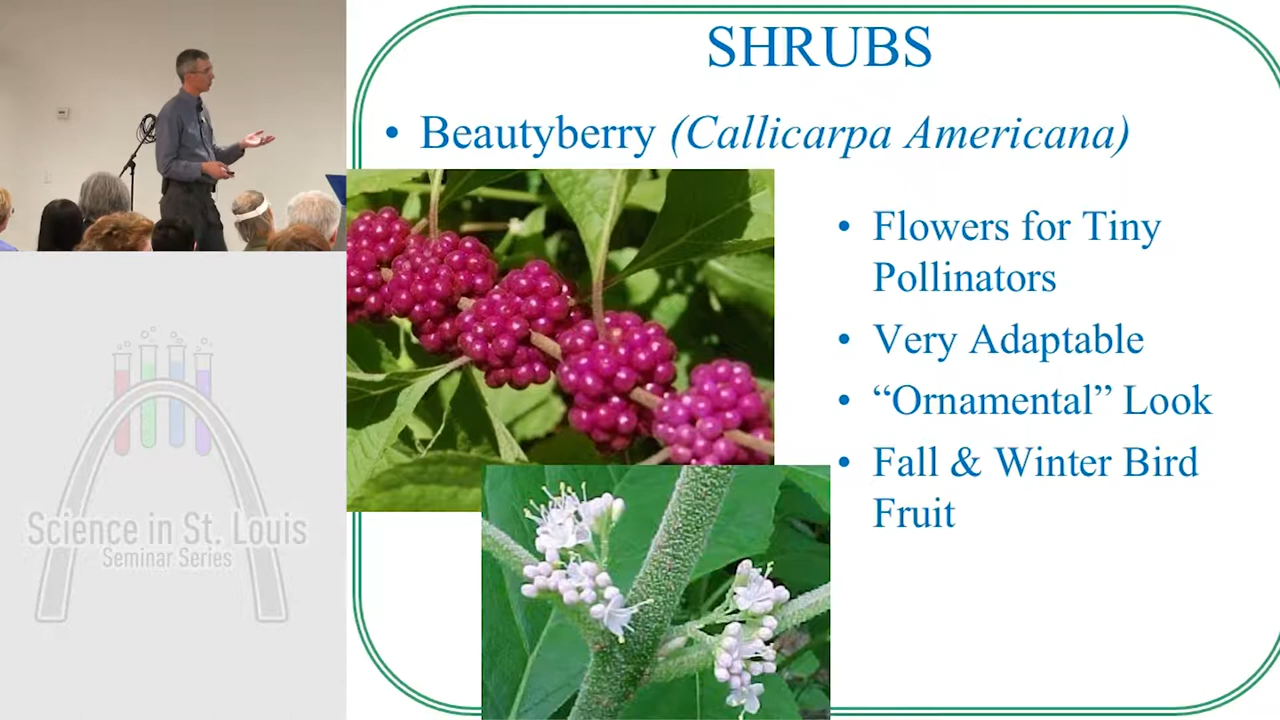 SHRUBS
• Beautyberry (Callicarpa Americana)
• Flowers for Tiny
Pollinators
• Very Adaptable
• “Ornamental” Look
• Fall & Winter Bird
Fruit
Science in St. Louis
Seminar Series